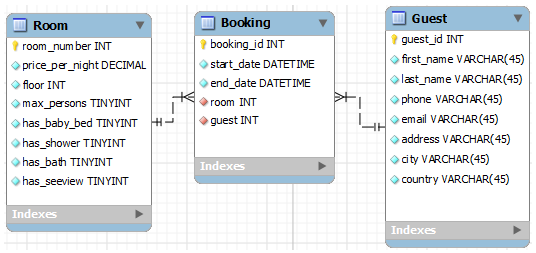 Room
room_number INT
price_per_night DECIMAL
floor INT
max_persons TINYINT
has_baby_bed TINYINT
has_shower TINYINT
has_bath TINYINT
has_seeview TINYINT
Indexes
Booking
booking_id INT
start_date DATETIME
end_date DATETIME
room INT
guest INT
Indexes
Guest
guest_id INT
first_name VARCHAR(45)
last_name VARCHAR(45)
phone VARCHAR(45)
email VARCHAR(45)
address VARCHAR(45)
city VARCHAR(45)
country VARCHAR(45)
Indexes